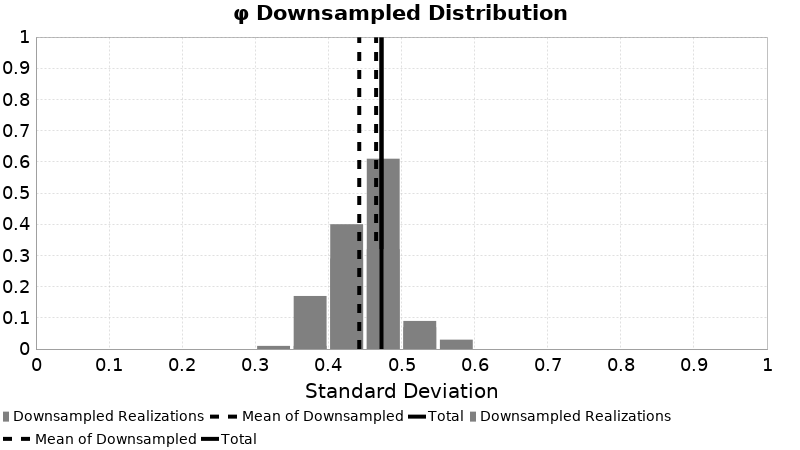 φ Downsampled Distribution
1
0.9
0.8
0.7
0.6
0.5
0.4
0.3
0.2
0.1
0
0 0.1 0.2 0.3 0.4 0.5 0.6 0.7 0.8 0.9 1
Standard Deviation
Downsampled Realizations Mean of Downsampled Total Downsampled Realizations
Mean of Downsampled Total